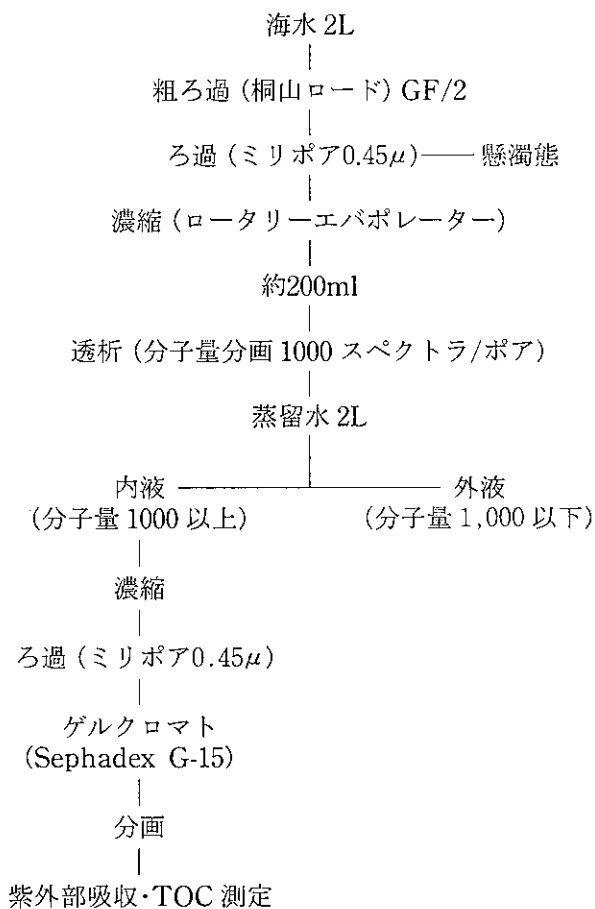 海水 2L
粗ろ過 (桐山ロード) GF/2
ろ過 (ミリポア0.45μ) 懸濁態
濃縮 (ロータリーエバポレーター)
約200ml
透析 (分子量分画 1000 スペクトラ/ポア)
蒸留水 2L
内液 外液
(分子量 1000 以上) (分子量 1,000 以下)
濃縮
ろ過 (ミリポア0.45μ)
ゲルクロマト
(Sephadex G-15)
分画
紫外部吸収・TOC 測定